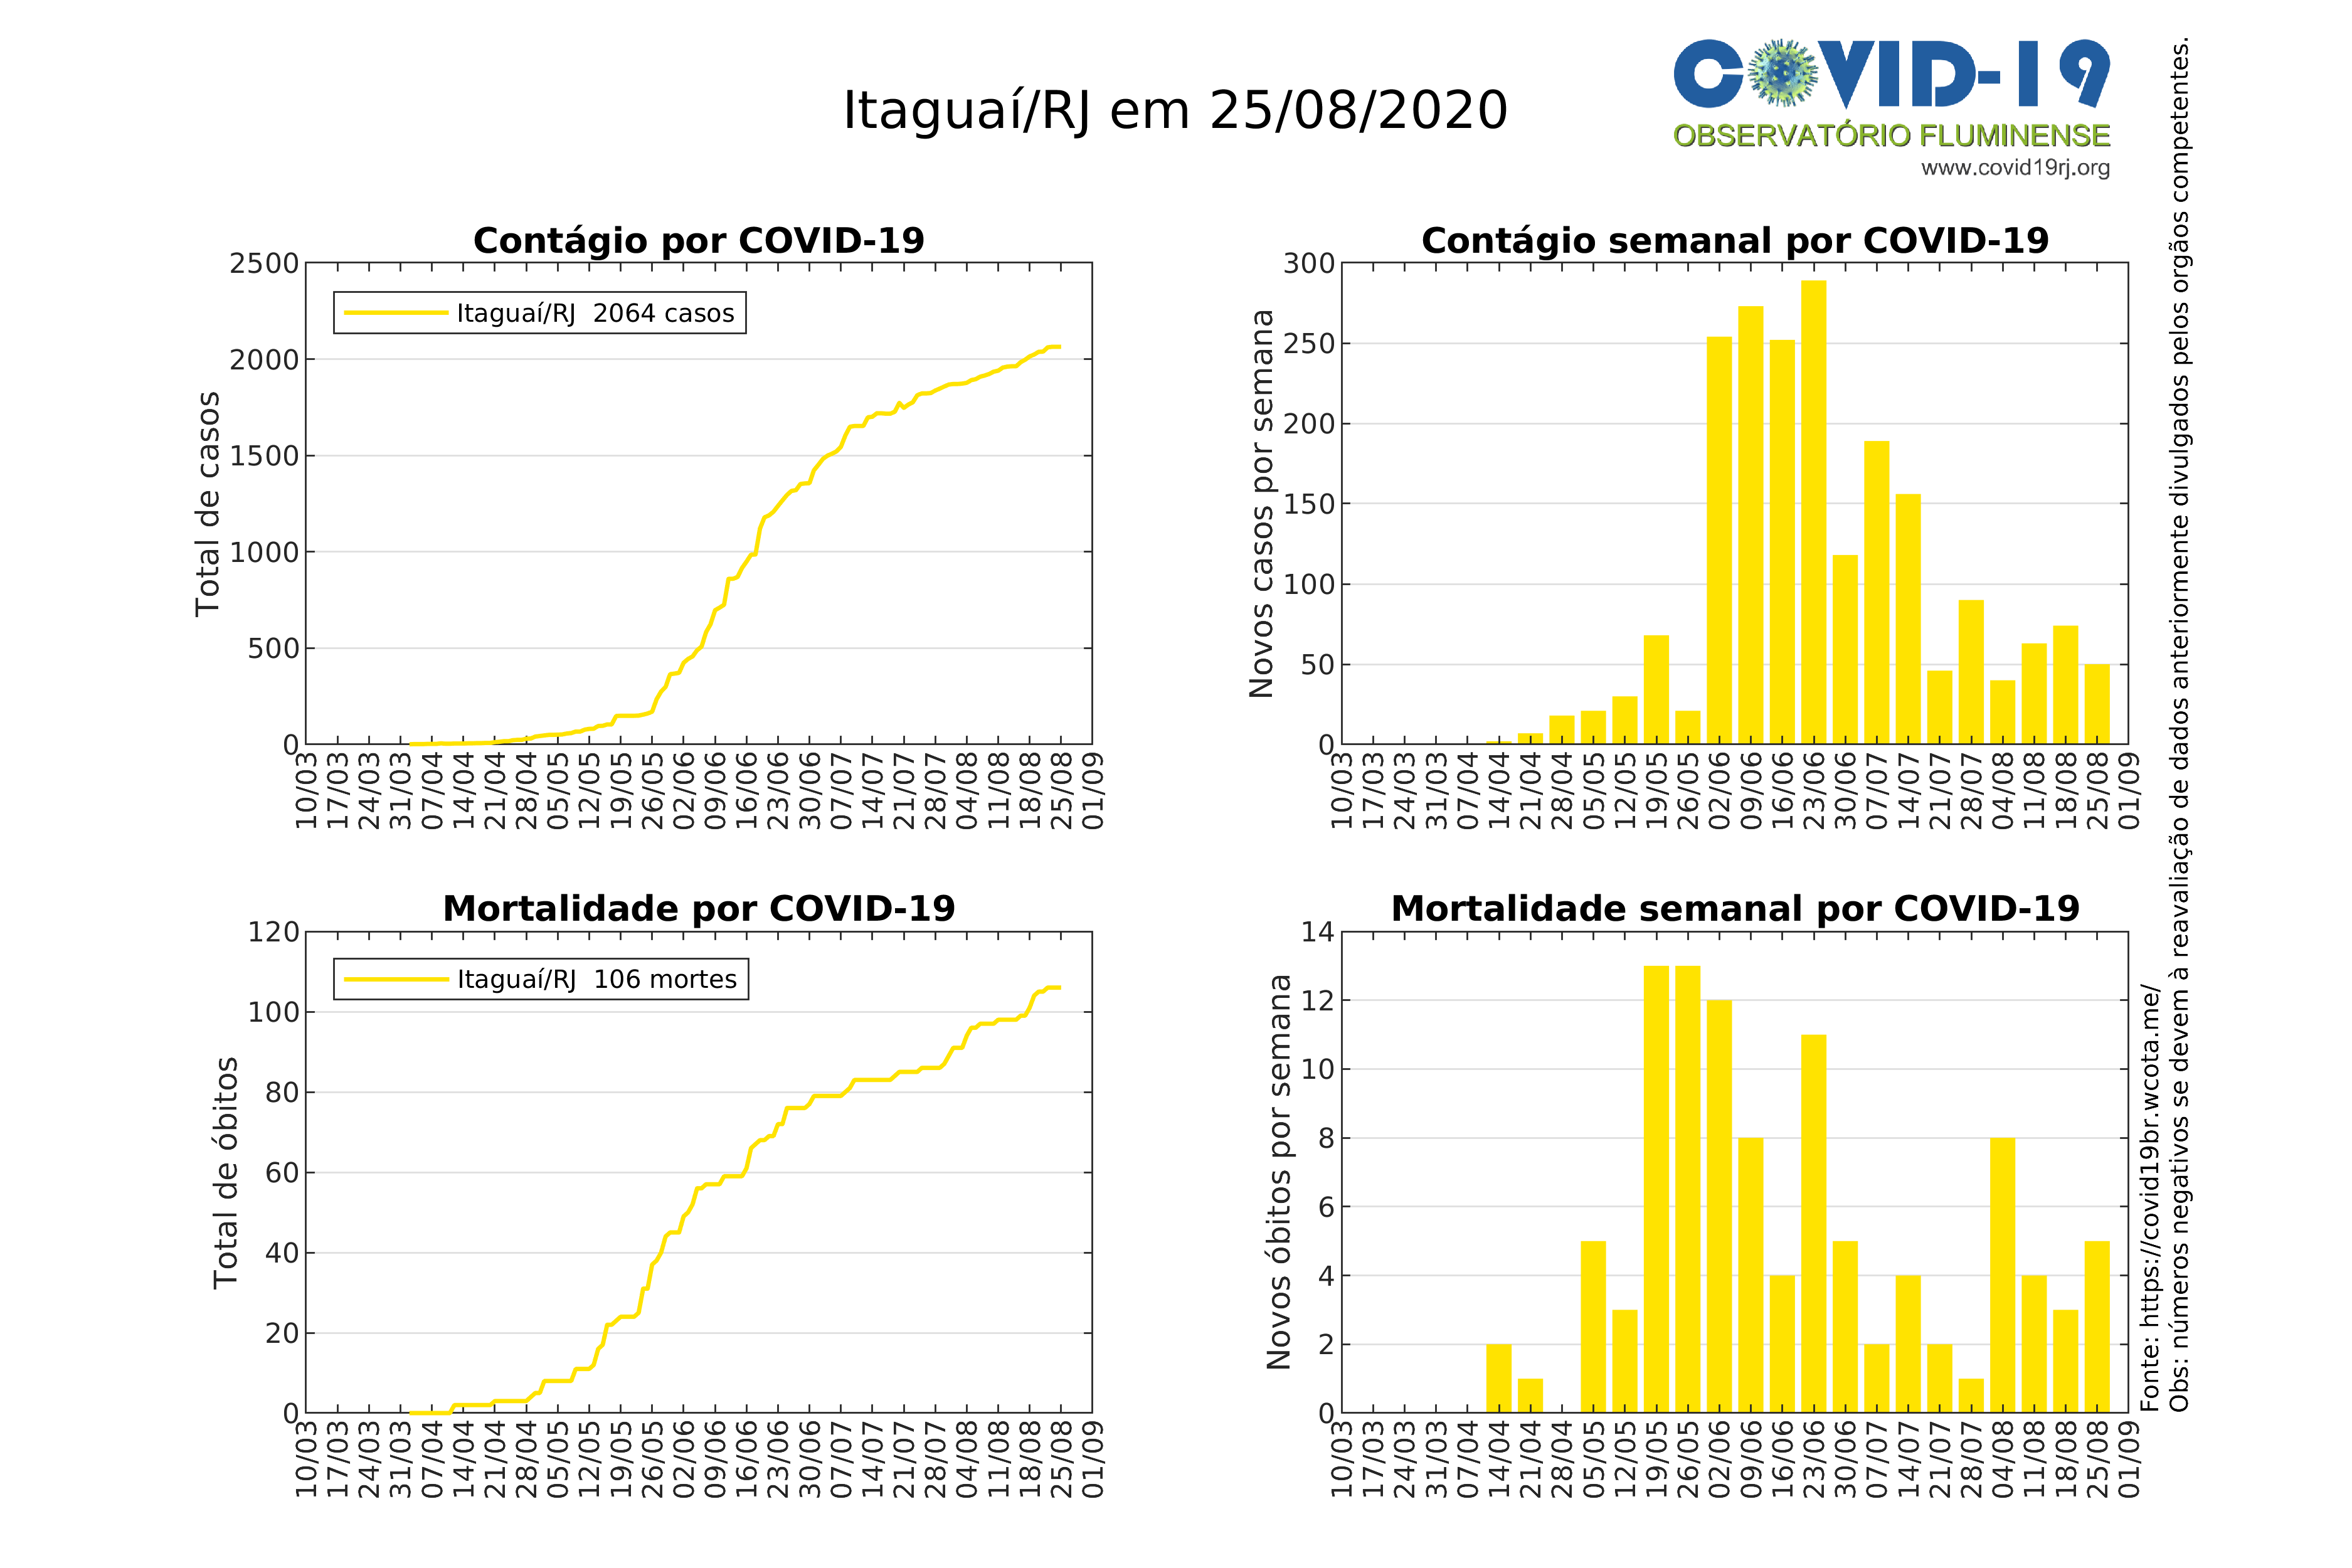 Itaguaí/RJ em 25/08/2020
COVID-19
OBSERVATÓRIO FLUMINENSE
www.covid19rj.org
Contágio por COVID-19
Total de casos
2500
2000
1500
1000
500
0
Itaguaí/RJ 2064 casos
10/03 17/03 24/03 31/03 07/04 14/04 21/04 28/04 05/05 12/05 19/05 26/05 02/06 09/06 16/06 23/06 30/06 07/07 14/07 21/07 28/07 04/08 11/08 18/08 25/08 01/09
Contágio semanal por COVID-19
Novos casos por semana
300
250
200
150
100
50
0
10/03 17/03 24/03 31/03 07/04 14/04 21/04 28/04 05/05 12/05 19/05 26/05 02/06 09/06 16/06 23/06 30/06 07/07 14/07 21/07 28/07 04/08 11/08 18/08 25/08 01/09
Mortalidade por COVID-19
Total de óbitos
120
100
80
60
40
20
0
Itaguaí/RJ 106 mortes
10/03 17/03 24/03 31/03 07/04 14/04 21/04 28/04 05/05 12/05 19/05 26/05 02/06 09/06 16/06 23/06 30/06 07/07 14/07 21/07 28/07 04/08 11/08 18/08 25/08 01/09
Mortalidade semanal por COVID-19
Novos óbitos por semana
14
12
10
8
6
4
2
0
10/03 17/03 24/03 31/03 07/04 14/04 21/04 28/04 05/05 12/05 19/05 26/05 02/06 09/06 16/06 23/06 30/06 07/07 14/07 21/07 28/07 04/08 11/08 18/08 25/08 01/09
Fonte: https://covid19br.wcota.me/
Obs: números negativos se devem à reavaliação de dados anteriormente divulgados pelos orgãos competentes.